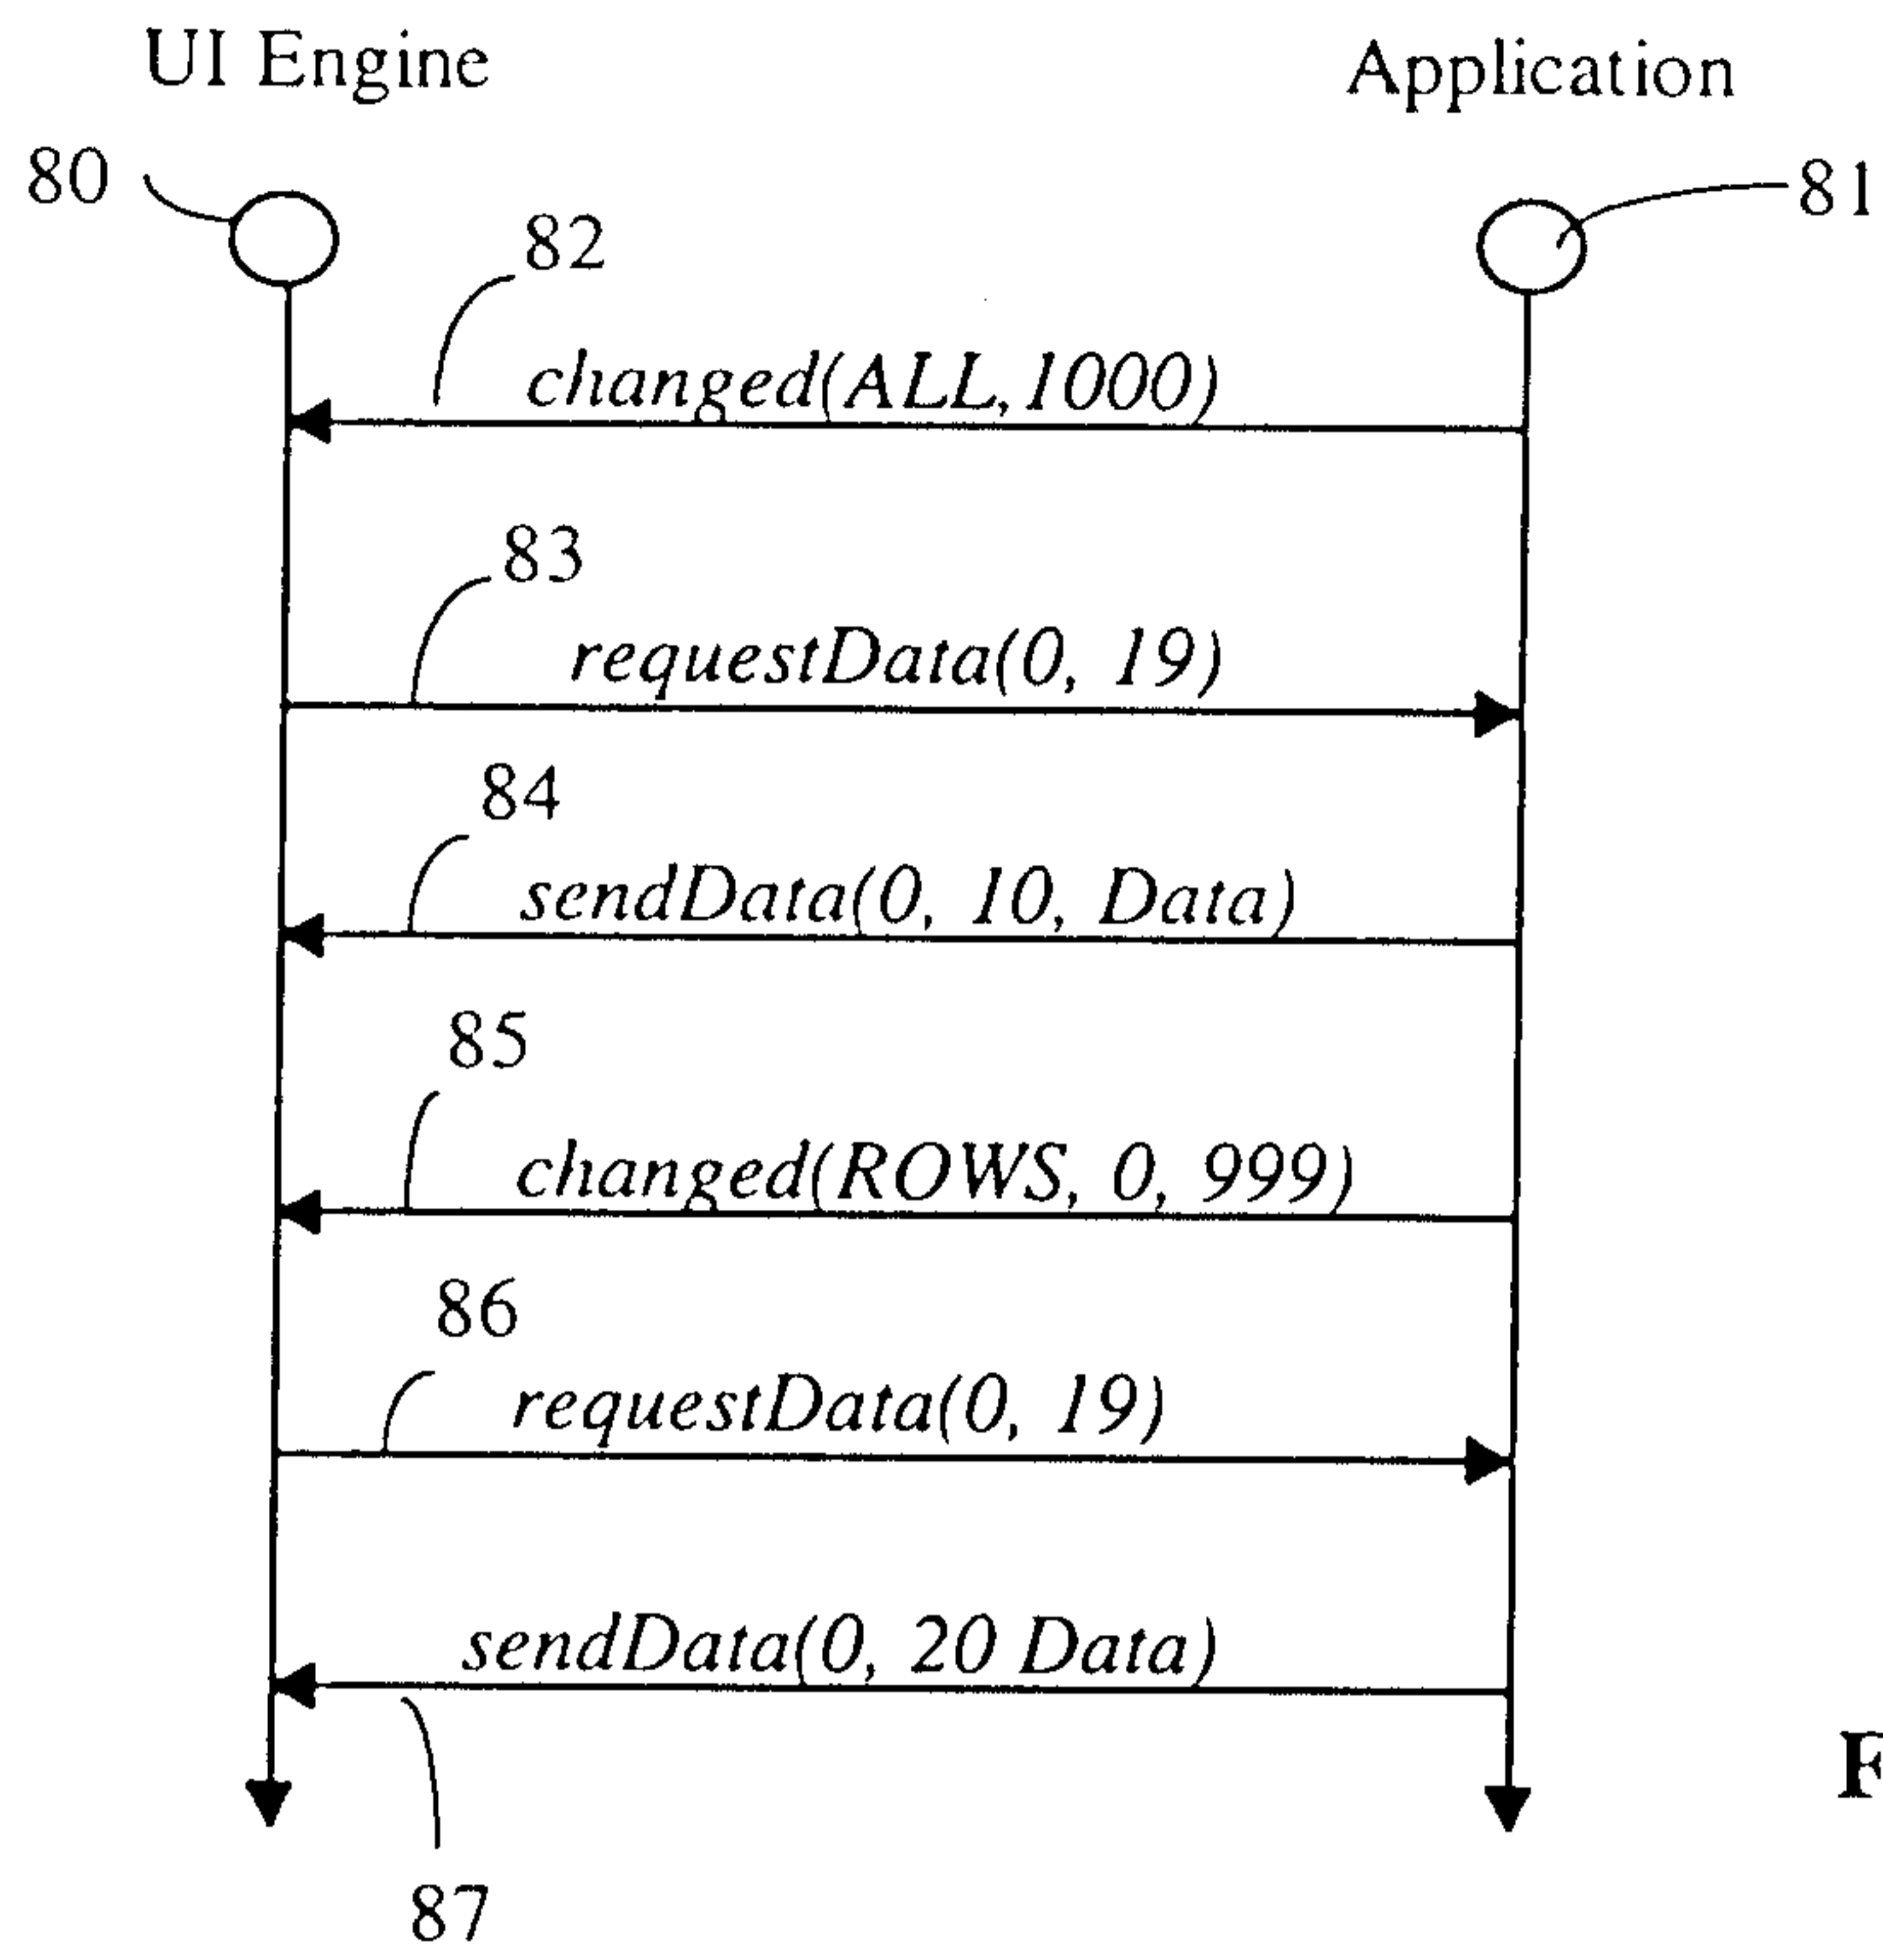 UI Engine
Application
80
81
82
changed(ALL,1000)
83
requestData(0, 19)
84
sendData(0, 10, Data)
85
changed(ROWS, 0, 999)
86
requestData(0, 19)
sendData(0, 20 Data)
87